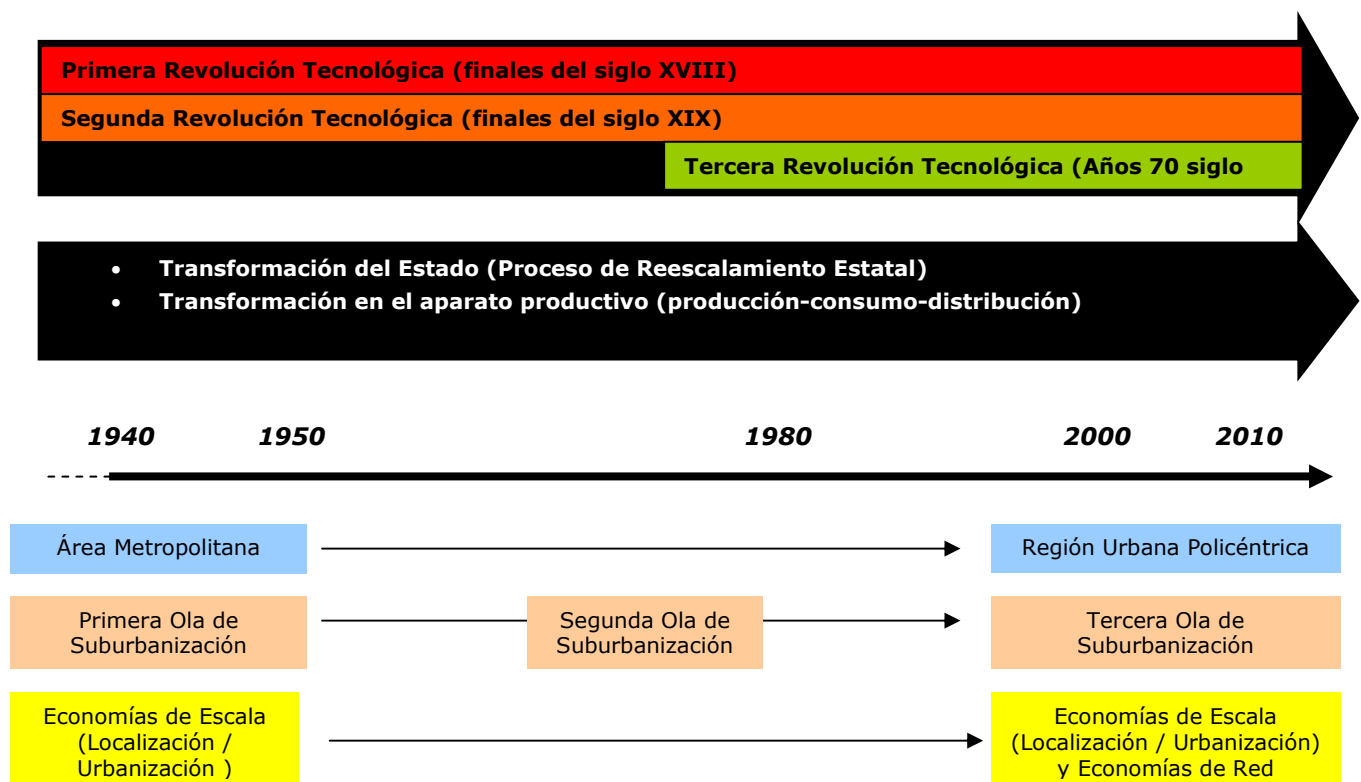 Primera Revolución Tecnológica (finales del siglo XVIII)
Segunda Revolución Tecnológica (finales del siglo XIX)
Tercera Revolución Tecnológica (Años 70 siglo
• Transformación del Estado (Proceso de Reescalamiento Estatal)
• Transformación en el aparato productivo (producción-consumo-distribución)
1940 1950 1980 2000 2010
Área Metropolitana
Región Urbana Policéntrica
Primera Ola de
Suburbanización
Segunda Ola de
Suburbanización
Tercera Ola de
Suburbanización
Economías de Escala
(Localización /
Urbanización )
Economías de Escala
(Localización / Urbanización)
y Economías de Red